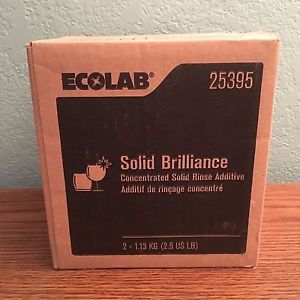 ECOLAB® 25395
Solid Brilliance
Concentrated Solid Rinse Additive
Additif de rinçage concentré
2 - 1.13 KG (2.5 US LB)